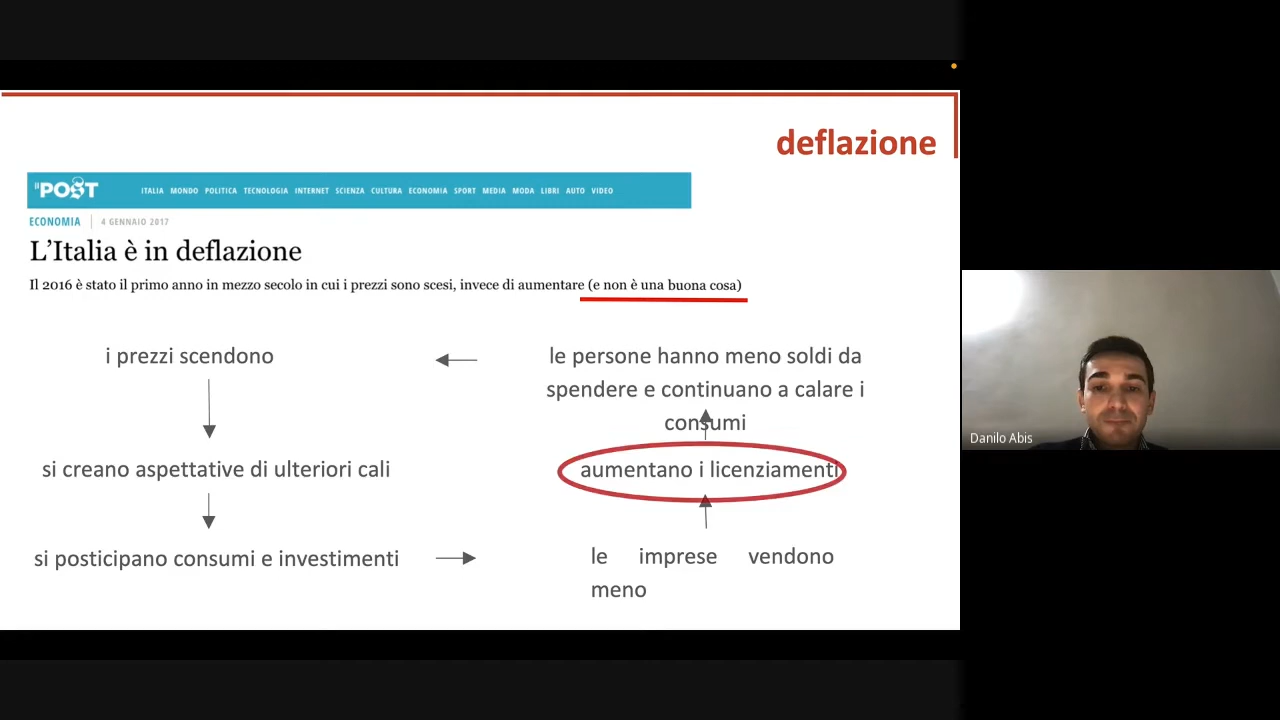 deflazione
IL POST
ITALIA MONDO POLITICA TECNOLOGIA INTERNET SCIENZA CULTURA ECONOMIA SPORT MEDIA MODA LIBRI AUTO VIDEO
ECONOMIA | 4 GENNAIO 2017
L’Italia è in deflazione
Il 2016 è stato il primo anno in mezzo secolo in cui i prezzi sono scesi, invece di aumentare (e non è una buona cosa)
i prezzi scendono
si creano aspettative di ulteriori cali
si posticipano consumi e investimenti
le imprese vendono
meno
aumentano i licenziamenti
le persone hanno meno soldi da
spendere e continuano a calare i
consumi
Danilo Abis